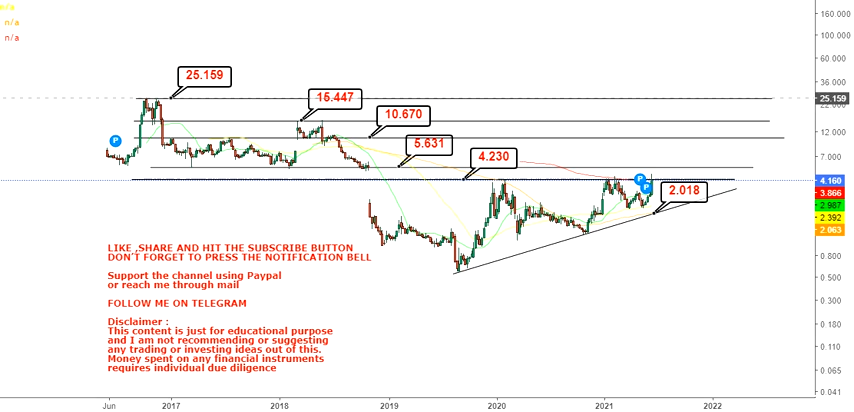 n/a
n/a
n/a
160.000
100.000
60.000
36.000
25.159
25.159
22.000
15.447
10.670
12.000
5.631
7.000
4.230
4.160
2.018
3.866
2.987
2.392
2.063
LIKE ,SHARE AND HIT THE SUBSCRIBE BUTTON
DON'T FORGET TO PRESS THE NOTIFICATION BELL
0.800
Support the channel using Paypal
or reach me through mail
0.500
FOLLOW ME ON TELEGRAM
0.300
Disclaimer :
This content is just for educational purpose
and I am not recommending or suggesting
any trading or investing ideas out of this.
Money spent on any financial instruments
requires individual due diligence
0.180
0.110
0.065
0.041
P
P
P
Jun 2017 2018 2019 2020 2021 2022